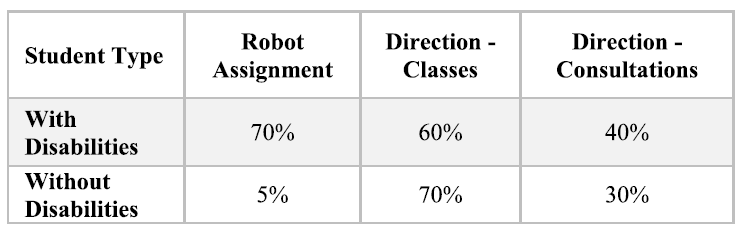 Student Type
Robot
Assignment
Direction -
Classes
Direction -
Consultations
With
Disabilities
70%
60%
40%
Without
Disabilities
5%
70%
30%